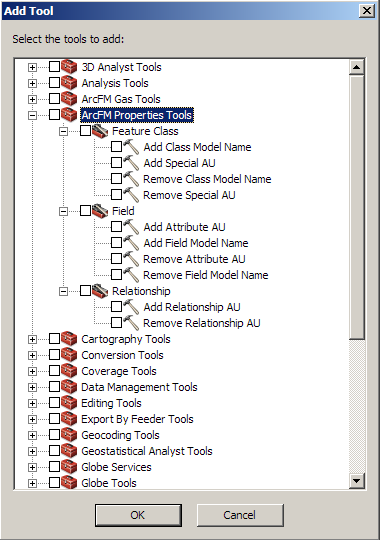 Add Tool
Select the tools to add:
3D Analyst Tools
Analysis Tools
ArcFM Gas Tools
ArcFM Properties Tools
Feature Class
Add Class Model Name
Add Special AU
Remove Class Model Name
Remove Special AU
Field
Add Attribute AU
Add Field Model Name
Remove Attribute AU
Remove Field Model Name
Relationship
Add Relationship AU
Remove Relationship AU
Cartography Tools
Conversion Tools
Coverage Tools
Data Management Tools
Editing Tools
Export By Feeder Tools
Geocoding Tools
Geostatistical Analyst Tools
Globe Services
Globe Tools
OK Cancel